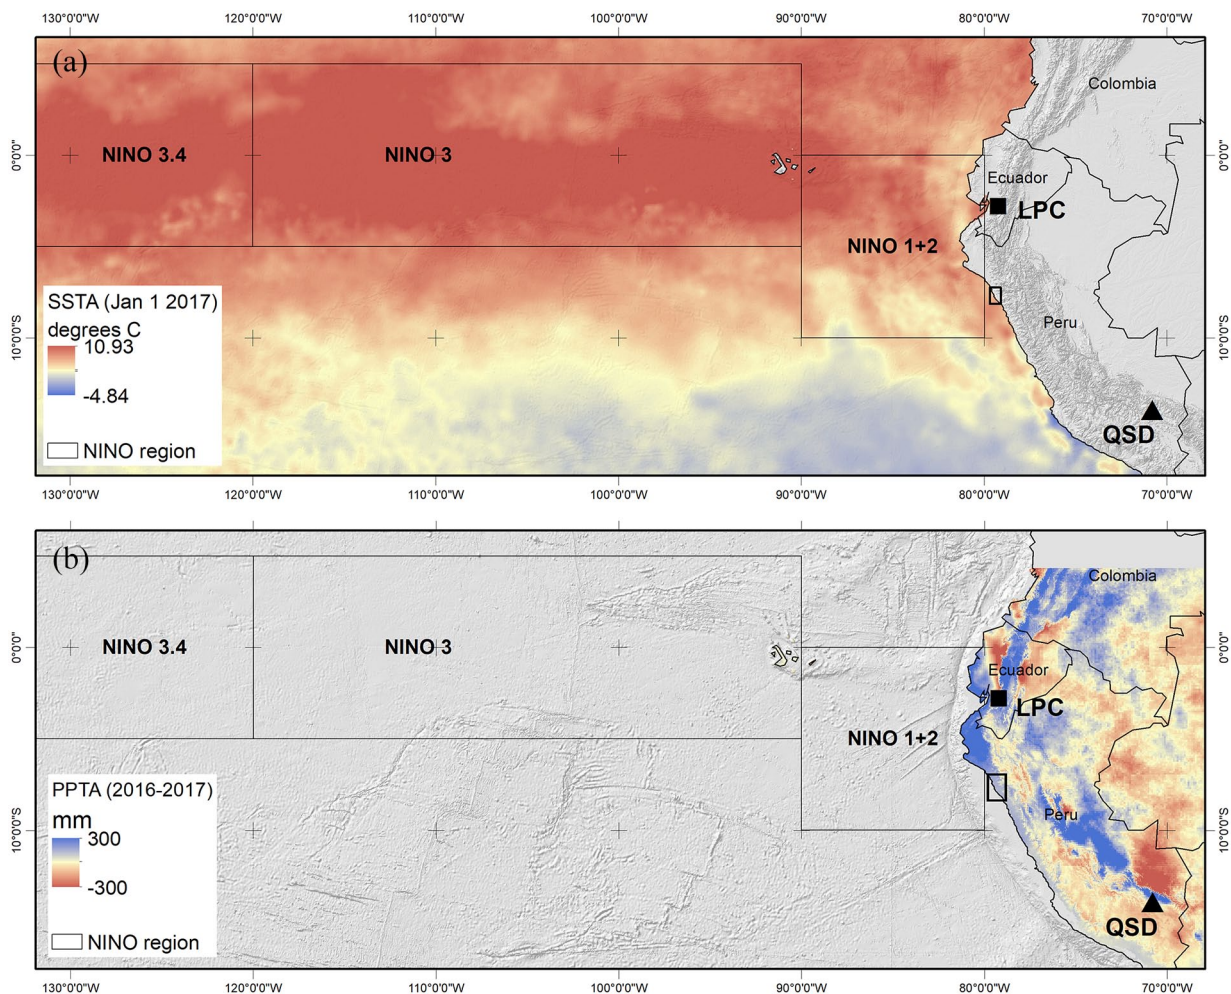 130°0'0"W 120°0'0"W 110°0'0"W 100°0'0"W 90°0'0"W 80°0'0"W 70°0'0"W
(a)
Colombia
0°0'0" NINO 3.4 NINO 3 0°0'0"
Ecuador
LPC
NINO 1+2
SSTA (Jan 1 2017)
degrees C
10.93
-4.84
NINO region
Peru
10°0'0"S 10°0'0"S
QSD
130°0'0"W 120°0'0"W 110°0'0"W 100°0'0"W 90°0'0"W 80°0'0"W 70°0'0"W
(b)
Colombia
0°0'0" NINO 3.4 NINO 3 0°0'0"
Ecuador
LPC
NINO 1+2
PPTA (2016-2017)
mm
300
-300
NINO region
Peru
10°0'0"S 10°0'0"S
QSD
130°0'0"W 120°0'0"W 110°0'0"W 100°0'0"W 90°0'0"W 80°0'0"W 70°0'0"W